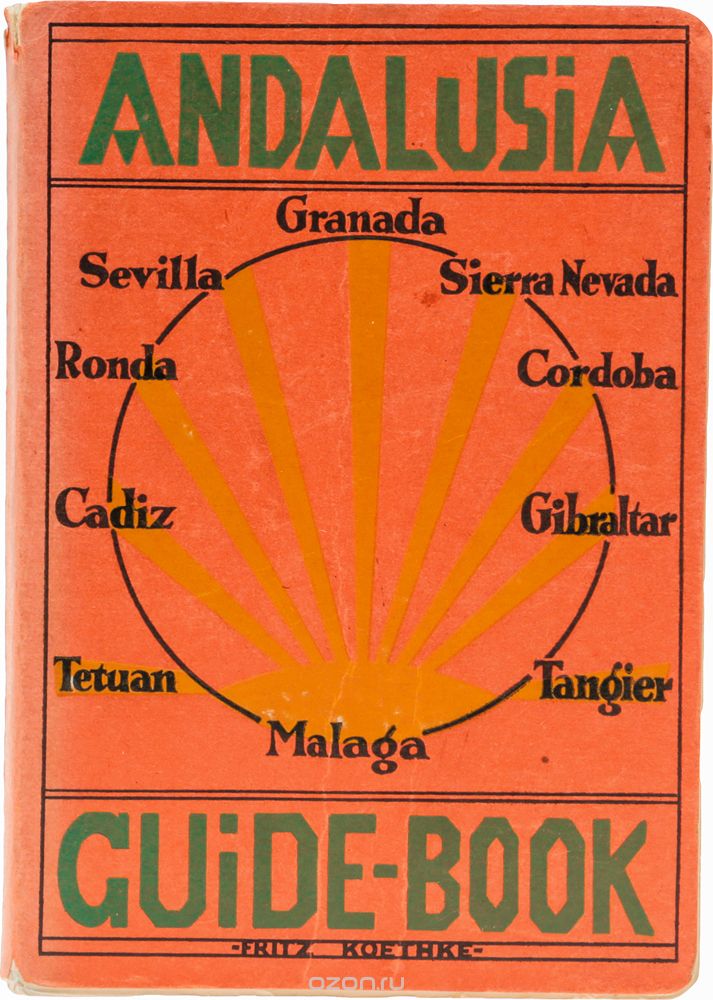 ANDALUSiA
Granada
Sevilla
Sierra Nevada
Ronda
Cordoba
Cadiz
Gibraltar
Tetuan
Tangier
Malaga
GUiDE-BOOK
-FRITZ KOETHKE-
ozon.ru